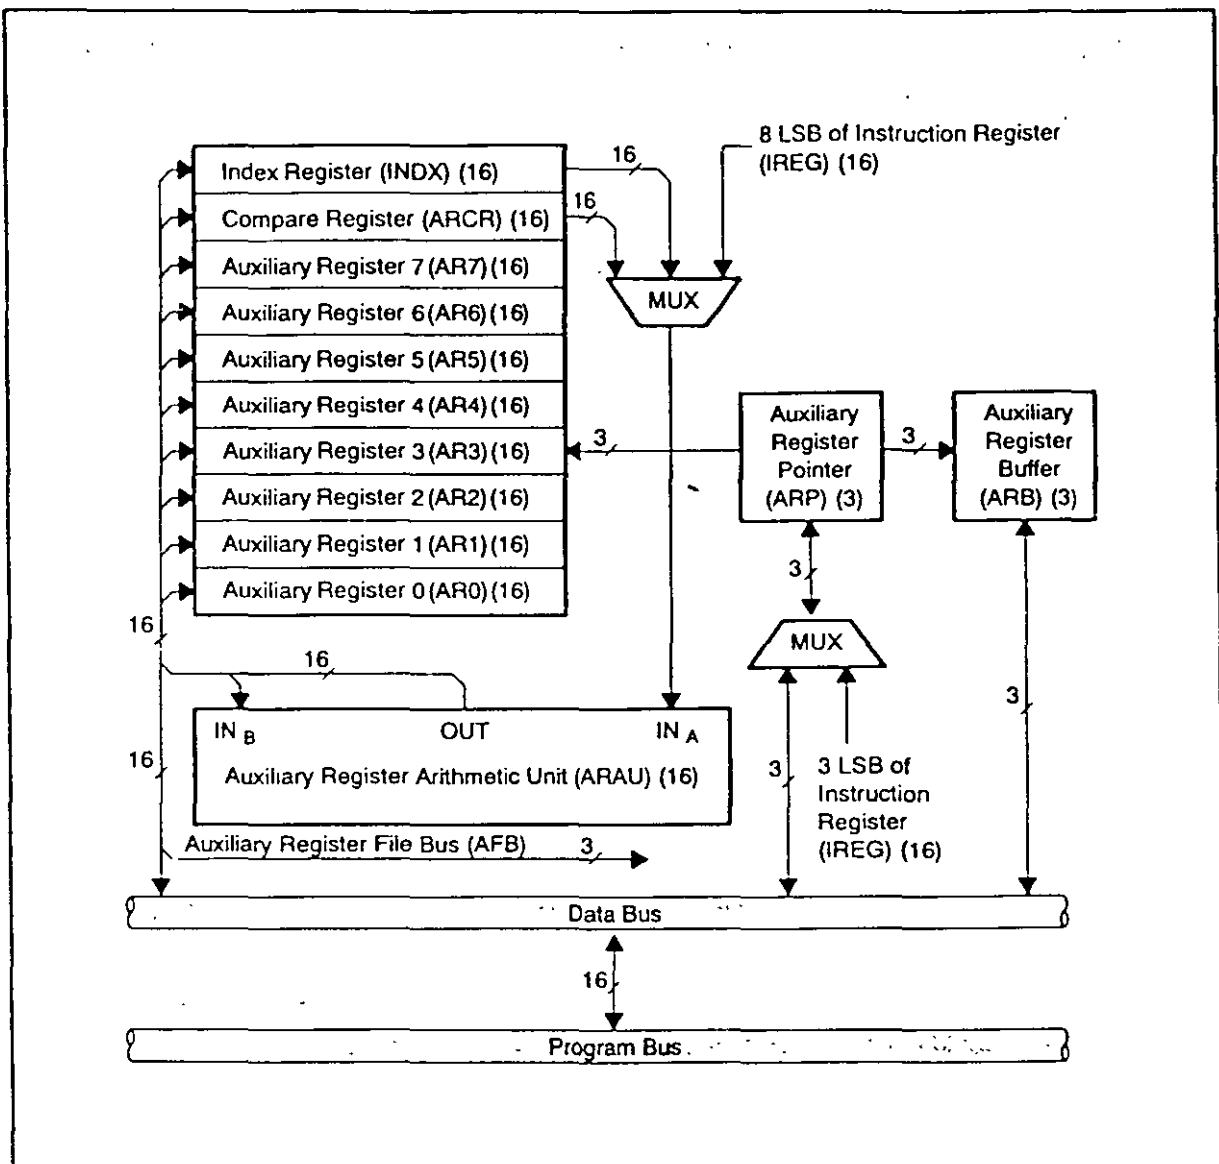 8 LSB of Instruction Register
(IREG) (16)
16
Index Register (INDX) (16)
16
Compare Register (ARCR) (16)
Auxiliary Register 7 (AR7) (16)
MUX
Auxiliary Register 6 (AR6) (16)
Auxiliary Register 5 (AR5) (16)
Auxiliary Register 4 (AR4) (16)
Auxiliary Register 3 (AR3) (16)
Auxiliary Register 2 (AR2) (16)
Auxiliary Register 1 (AR1) (16)
Auxiliary Register 0 (AR0) (16)
3
Auxiliary
Register
Pointer
(ARP) (3)
3
Auxiliary
Register
Buffer
(ARB) (3)
3
MUX
16
16
IN B
OUT
IN A
16
Auxiliary Register Arithmetic Unit (ARAU) (16)
3
3 LSB of
Instruction
Register
(IREG) (16)
3
Auxiliary Register File Bus (AFB)
3
Data Bus
16
Program Bus